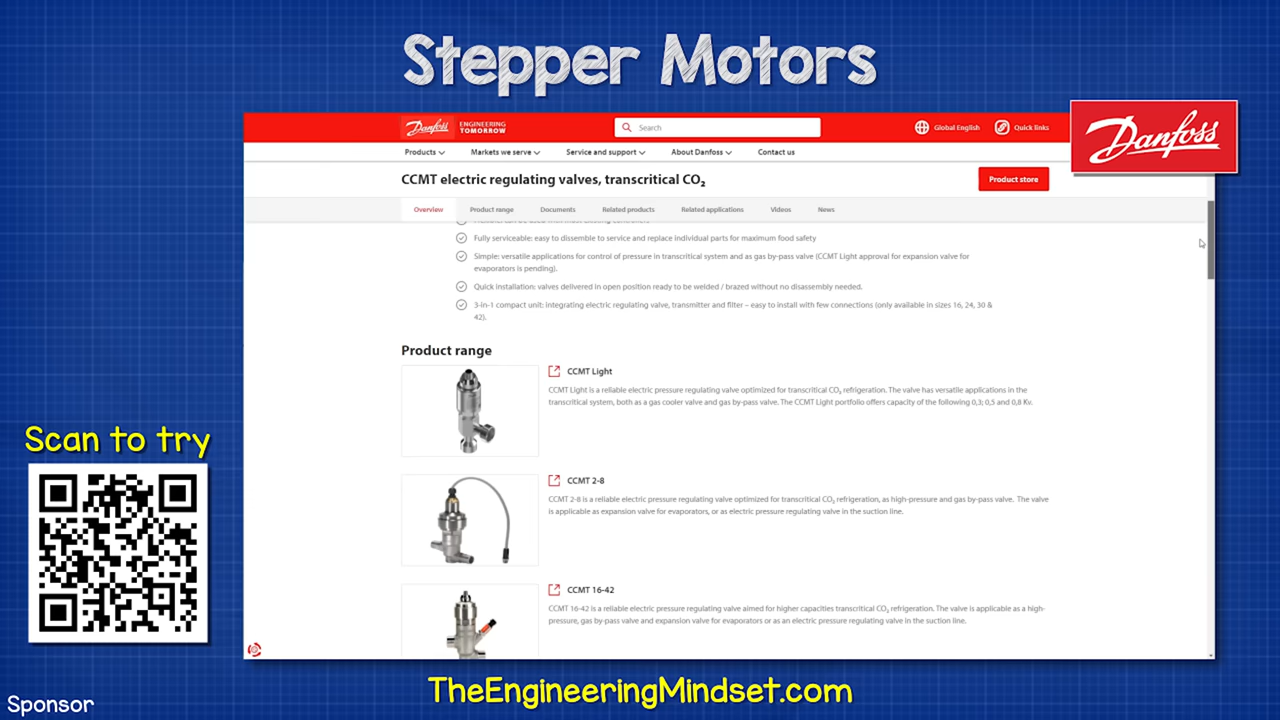 Stepper Motors
Danfoss
ENGINEERING
TOMORROW
Search
Global English
Quick links
Danfoss
Products
Markets we serve
Service and support
About Danfoss
Contact us
CCMT electric regulating valves, transcritical CO₂
Product store
Overview
Product range
Documents
Related products
Related applications
Videos
News
Fully serviceable: easy to dissemble to service and replace individual parts for maximum food safety
Simple: versatile applications for control of pressure in transcritical system and as gas by-pass valve (CCMT Light approval for expansion valve for
evaporators is pending).
Quick installation: valves delivered in open position ready to be welded / brazed without no disassembly needed.
3-in-1 compact unit: integrating electric regulating valve, transmitter and filter – easy to install with few connections (only available in sizes 16, 24, 30 &
42).
Product range
CCMT Light
CCMT Light is a reliable electric pressure regulating valve optimized for transcritical CO₂ refrigeration. The valve has versatile applications in the
transcritical system, both as a gas cooler valve and gas by-pass valve. The CCMT Light portfolio offers capacity of the following 0,3; 0,5 and 0,8 Kv.
CCMT 2-8
CCMT 2-8 is a reliable electric pressure regulating valve optimized for transcritical CO₂ refrigeration, as high-pressure and gas by-pass valve. The valve
is applicable as expansion valve for evaporators, or as electric pressure regulating valve in the suction line.
CCMT 16-42
CCMT 16-42 is a reliable electric pressure regulating valve aimed for higher capacities transcritical CO₂ refrigeration. The valve is applicable as a high-
pressure, gas by-pass valve and expansion valve for evaporators or as an electric pressure regulating valve in the suction line.
Scan to try
TheEngineeringMindset.com
Sponsor